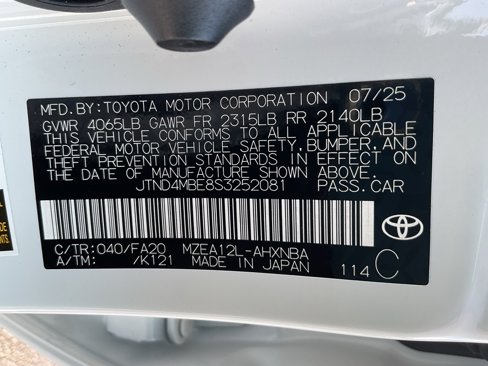 MFD.BY:TOYOTA MOTOR CORPORATION 07/25
GVWR 4065LB GAWR FR 2315LB RR 2140LB
THIS VEHICLE CONFORMS TO ALL APPLICABLE
FEDERAL MOTOR VEHICLE SAFETY,BUMPER,AND
THEFT PREVENTION STANDARDS IN EFFECT ON
THE DATE OF MANUFACTURE SHOWN ABOVE.
JTND4MBE8S3252081 PASS.CAR
C/TR:040/FA20 MZEA12L-AHXNBA
A/TM: /K121 MADE IN JAPAN 114 C